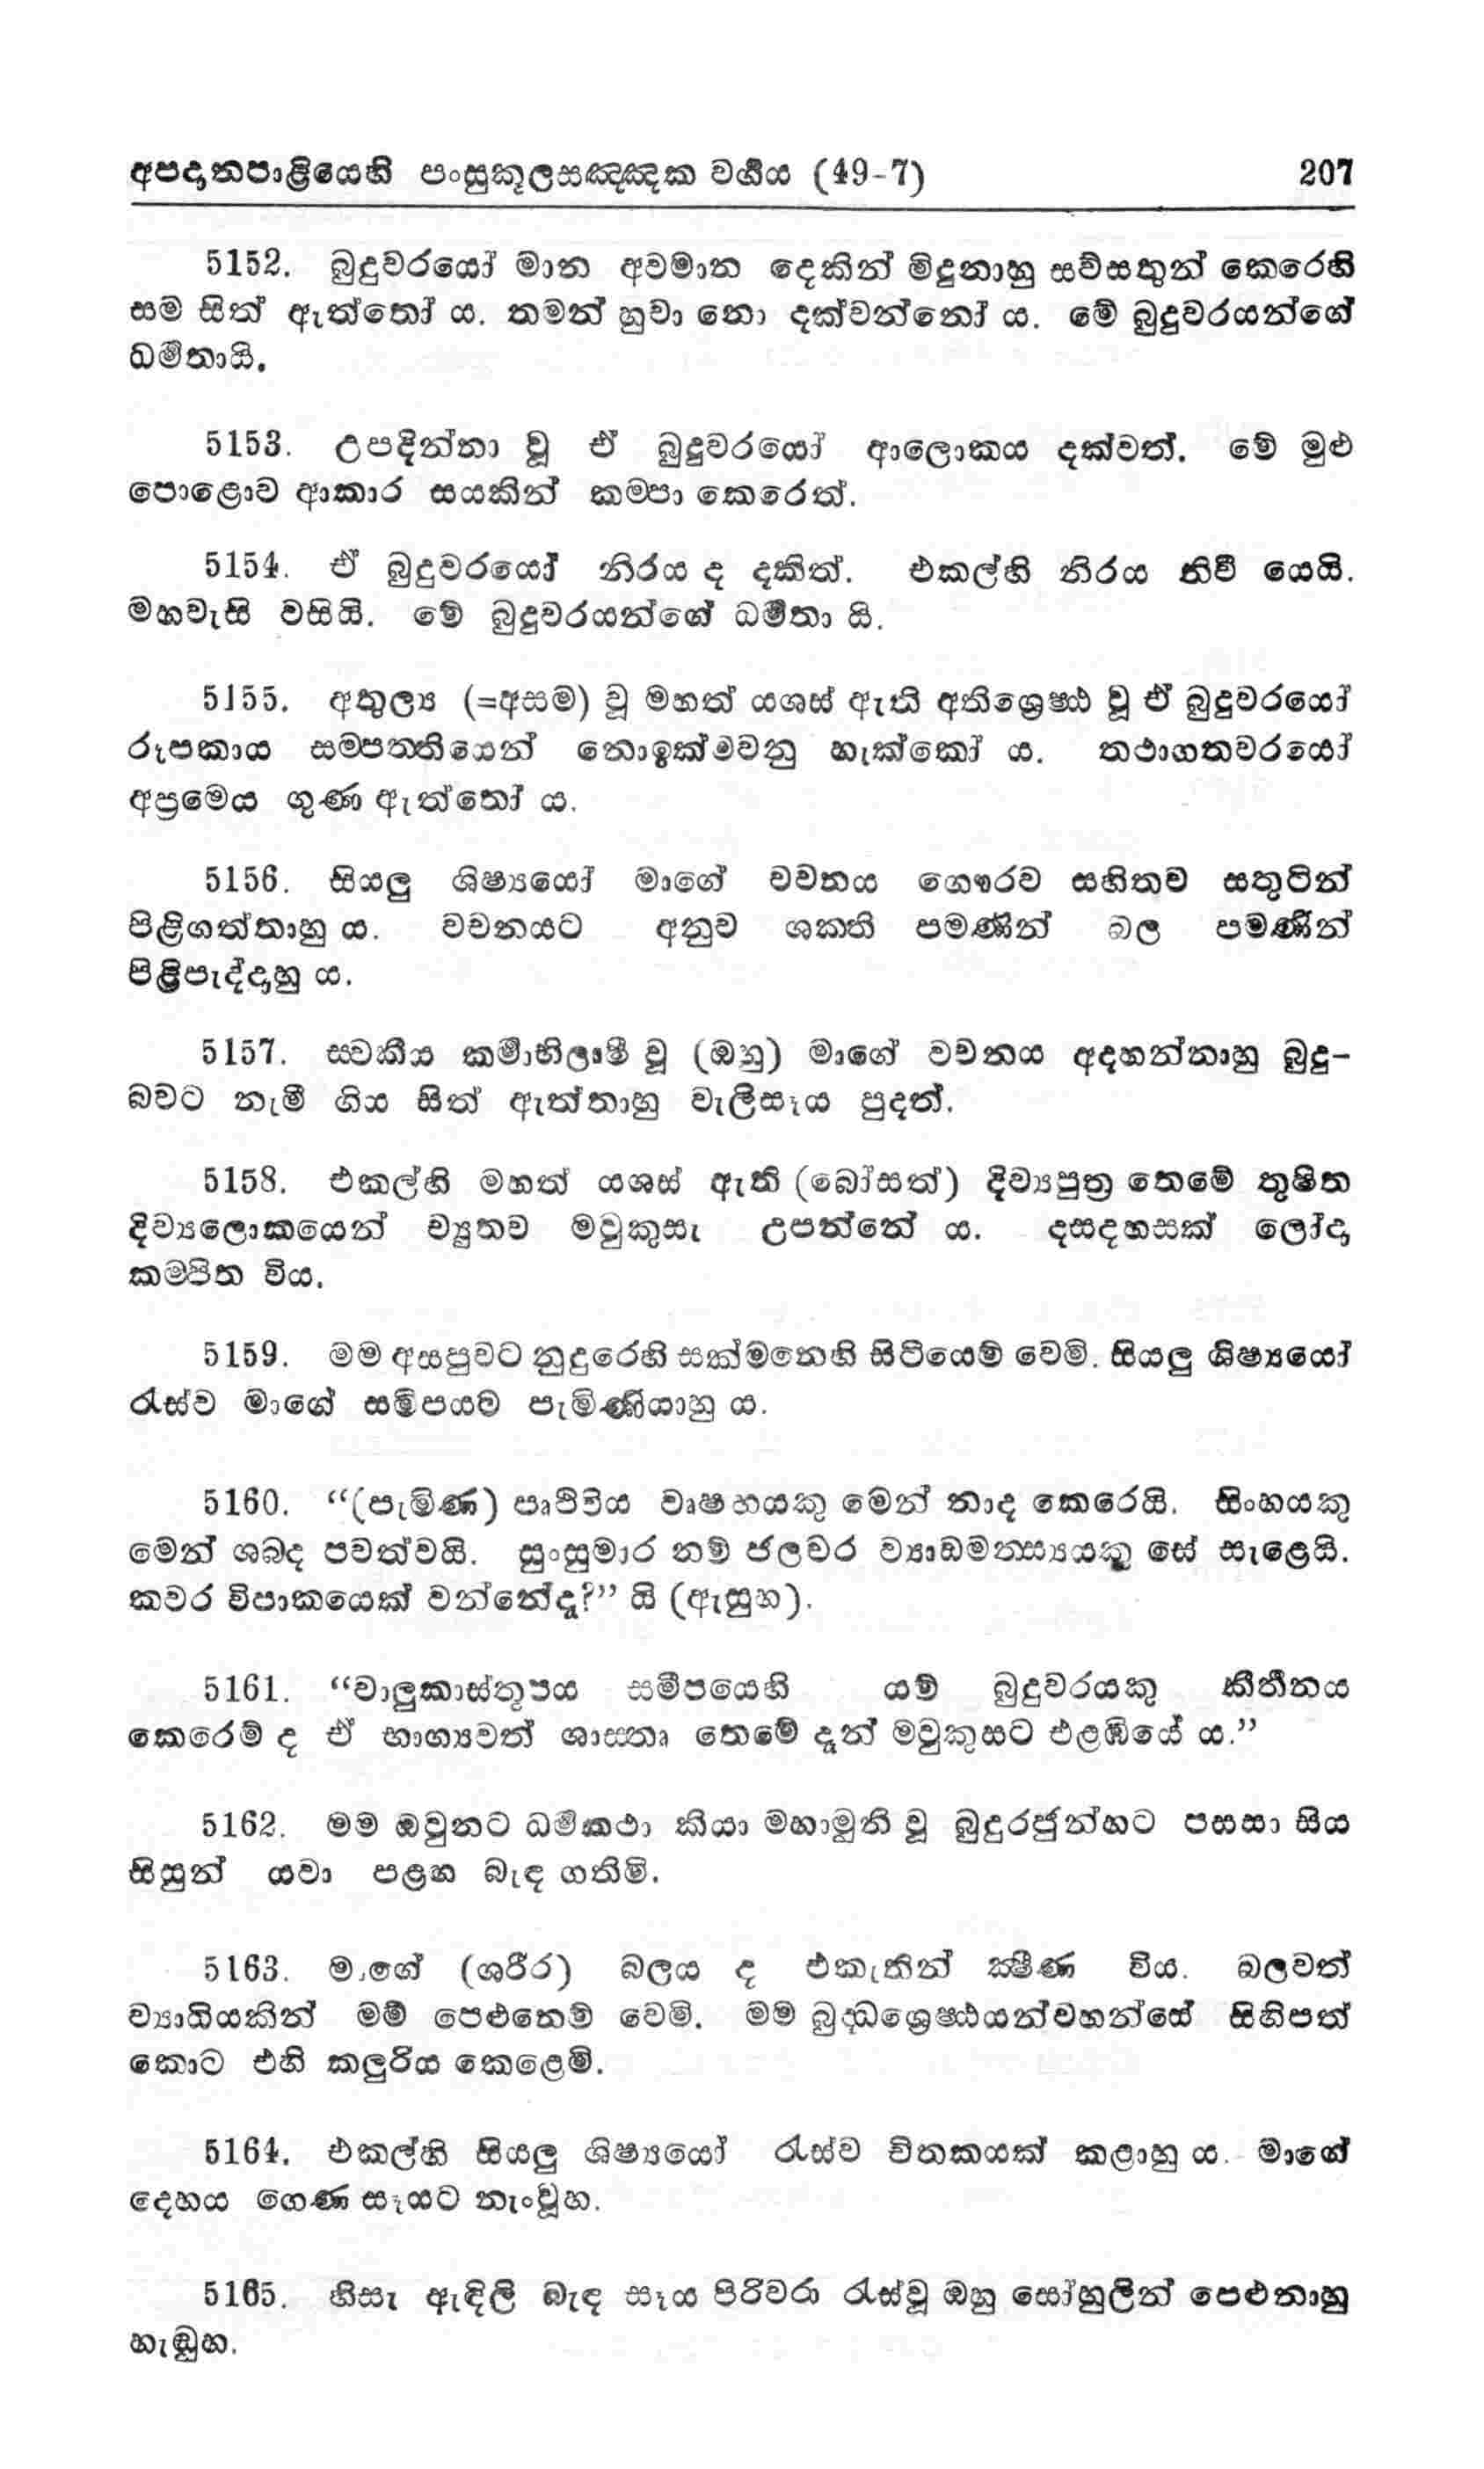 අපදානපාළියෙහි පංසුකූලසඤ්ඤක වර්‍ගය (49-7) 207
5152. බුදුවරයෝ මාන අවමාන දෙකින් මිදුනාහු සව්සතුන් කෙරෙහි
සම සිත් ඇත්තෝ ය. තමන් හුවා නො දක්වන්නෝ ය. මේ බුදුවරයන්ගේ
ධර්‍මතායි.
5153. උපදින්නා වූ ඒ බුදුවරයෝ ආලොකය දක්වත්. මේ මුළු
පොළොව ආකාර සයකින් කම්පා කෙරෙත්.
5154. ඒ බුදුවරයෝ නිරය ද දකිත්. එකල්හි නිරය නිවී යෙයි.
මහවැසි වසියි. මේ බුදුවරයන්ගේ ධර්‍මතා යි.
5155. අතුල්‍ය (=අසම) වූ මහත් යශස් ඇති අතිශ්‍රෙෂ්ඨ වූ ඒ බුදුවරයෝ
රූපකාය සම්පත්තියෙන් නොඉක්මවනු හැක්කෝ ය. තථාගතවරයෝ
අප්‍රමෙය ගුණ ඇත්තෝ ය.
5156. සියලු ශිෂ්‍යයෝ මාගේ වචනය ගෞරව සහිතව සතුටින්
පිළිගත්තාහු ය. වචනයට අනුව ශක්ති පමණින් බල පමණින්
පිළිපැද්දාහු ය.
5157. ස්වකීය කර්‍මාභිලාෂී වූ (ඔහු) මාගේ වචනය අදහන්නාහු බුදු-
බවට නැමී ගිය සිත් ඇත්තාහු වැලිසෑය පුදත්.
5158. එකල්හි මහත් යශස් ඇති (බෝසත්) දිව්‍යපුත්‍ර තෙමේ තුෂිත
දිව්‍යලොකයෙන් ච්‍යුතව මවුකුසැ උපන්නේ ය. දසදහසක් ලෝදා
කම්පිත විය.
5159. මම අසපුවට නුදුරෙහි සක්මනෙහි සිටියෙම් වෙමි. සියලු ශිෂ්‍යයෝ
රැස්ව මාගේ සමීපයට පැමිණියාහු ය.
5160. “(පැමිණ) පෘථිවිය වෘෂභයකු මෙන් නාද කෙරෙයි. සිංහයකු
මෙන් ශබ්ද පවත්වයි. සුංසුමාර නම් ජලචර ව්‍යාඩමත්ස්‍යයකු සේ සැළෙයි.
කවර විපාකයෙක් වන්නේද?” යි (ඇසූහ).
5161. “වාලුකාස්තූපය සමීපයෙහි යම් බුදුවරයකු කීර්‍තනය
කෙරෙම් ද ඒ භාග්‍යවත් ශාස්තෘ තෙමේ දැන් මවුකුසට එළඹියේ ය.”
5162. මම ඔවුනට ධර්‍මකථා කියා මහාමුනි වූ බුදුරජුන්හට පසසා සිය
සිසුන් යවා පළඟ බැඳ ගතිමි.
5163. මාගේ (ශරීර) බලය ද එකැතින් ක්ෂීණ විය. බලවත්
ව්‍යාධියකින් මම් පෙළුනෙම් වෙමි. මම බුද්ධශ්‍රෙෂ්ඨයන්වහන්සේ සිහිපත්
කොට එහි කලුරිය කෙළෙමි.
5164. එකල්හි සියලු ශිෂ්‍යයෝ රැස්ව චිතකයක් කළාහු ය. මාගේ
දෙහය ගෙණ සෑයට නැංවූහ.
5165. හිසැ ඇඳිලි බැඳ සෑය පිරිවරා රැස්වූ ඔහු සෝහුලින් පෙළුනාහු
හැඬූහ.